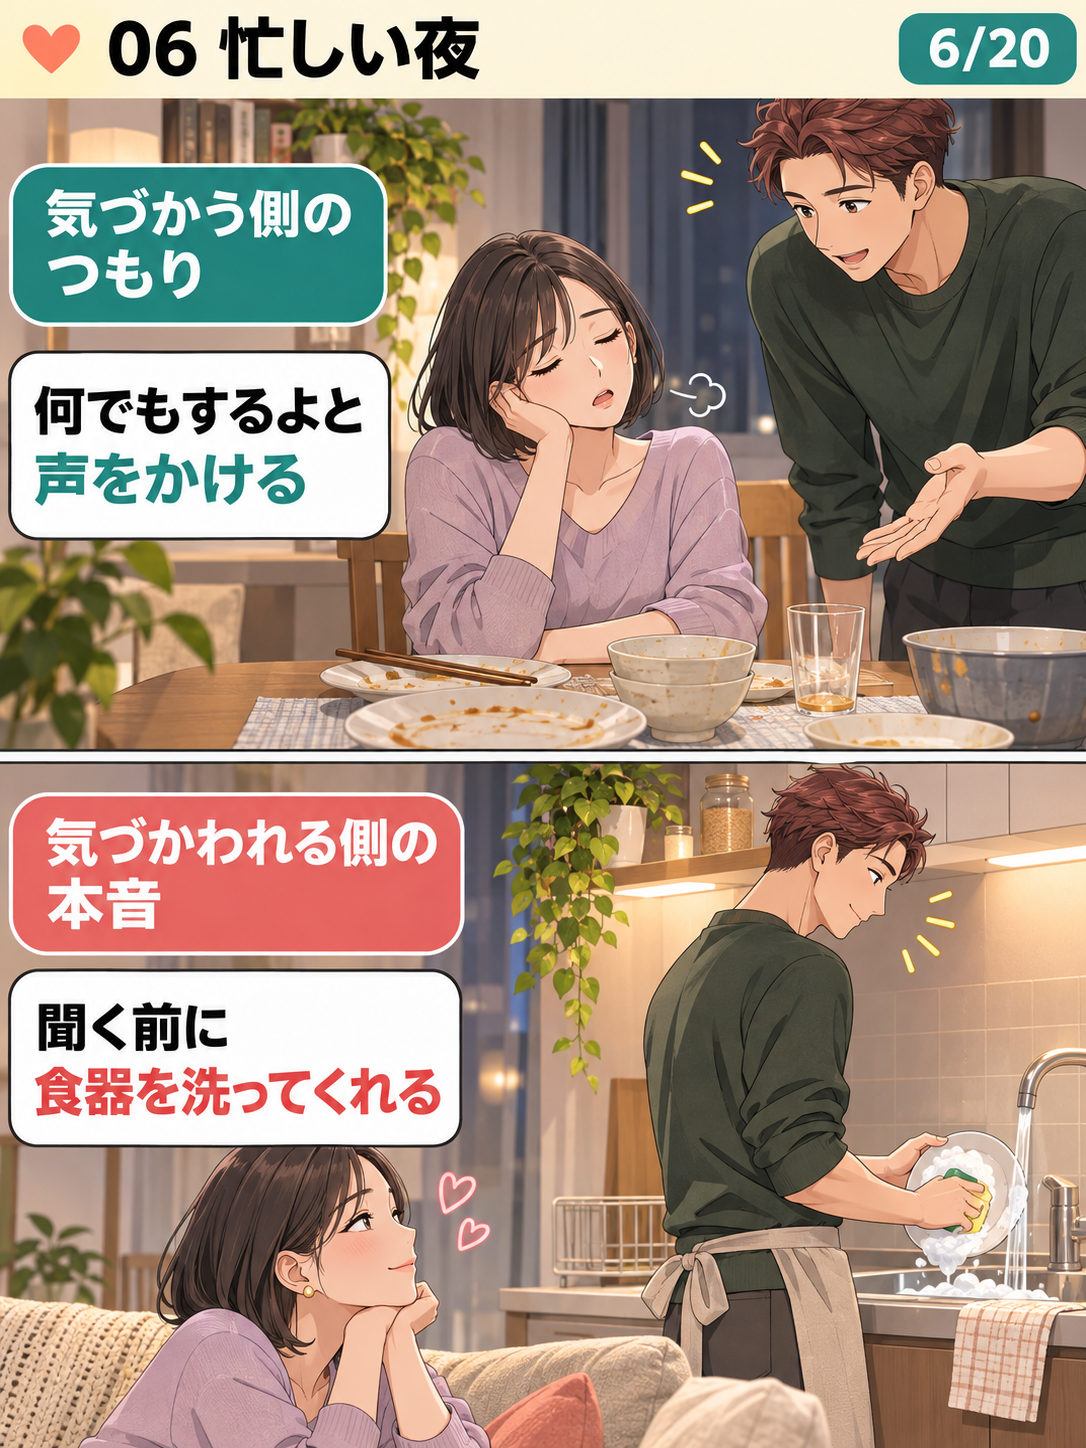 06 忙しい夜
6/20
気づかう側の
つもり
何でもするよと
声をかける
気づかわれる側の
本音
聞く前に
食器を洗ってくれる